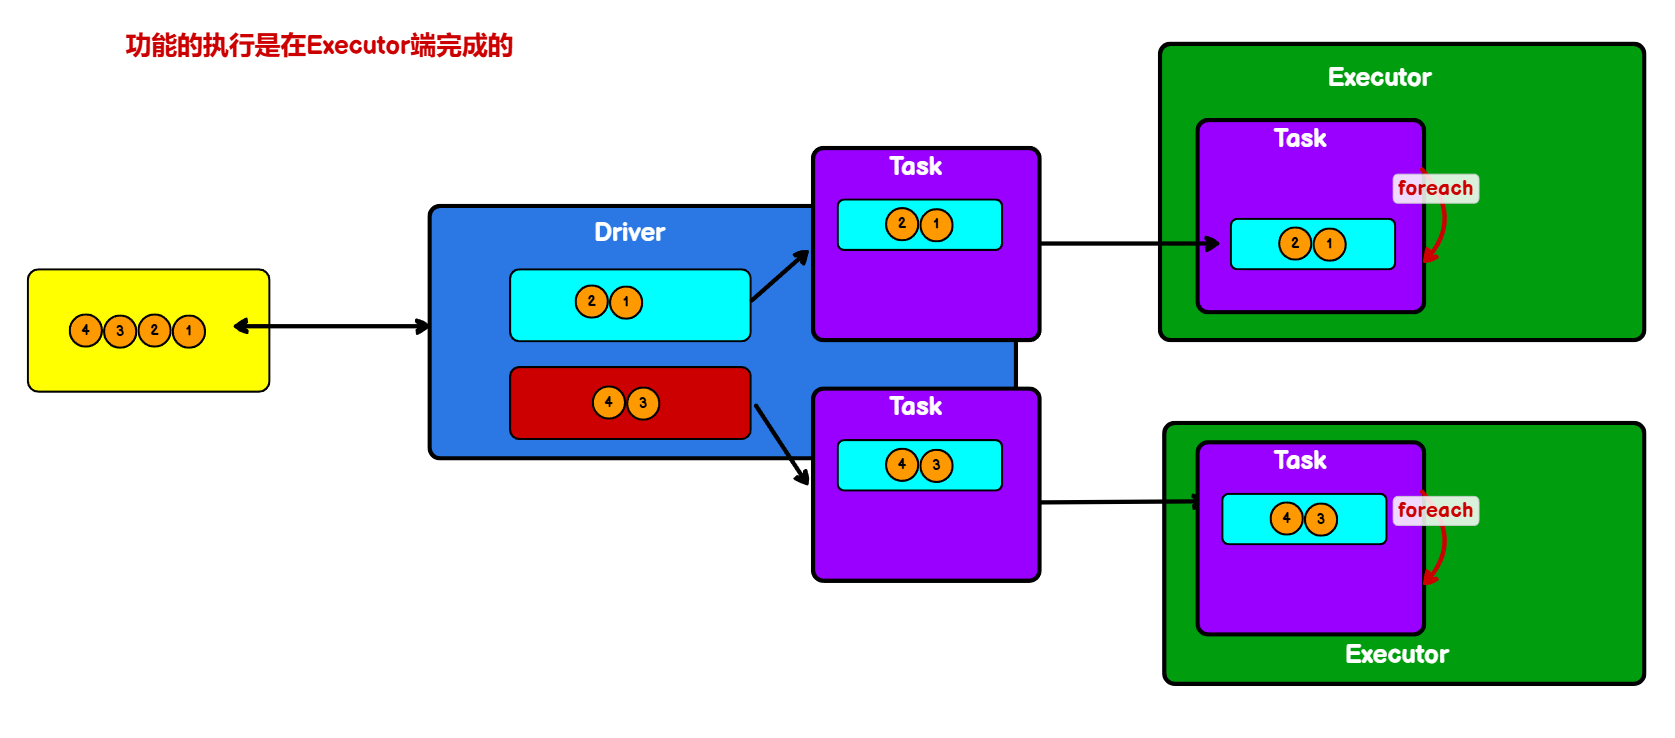 功能的执行是在Executor端完成的
Executor
Task
foreach
2 1
Task
2 1
Driver
2 1
4 3 2 1
4 3
Task
4 3
Task
foreach
4 3
Executor